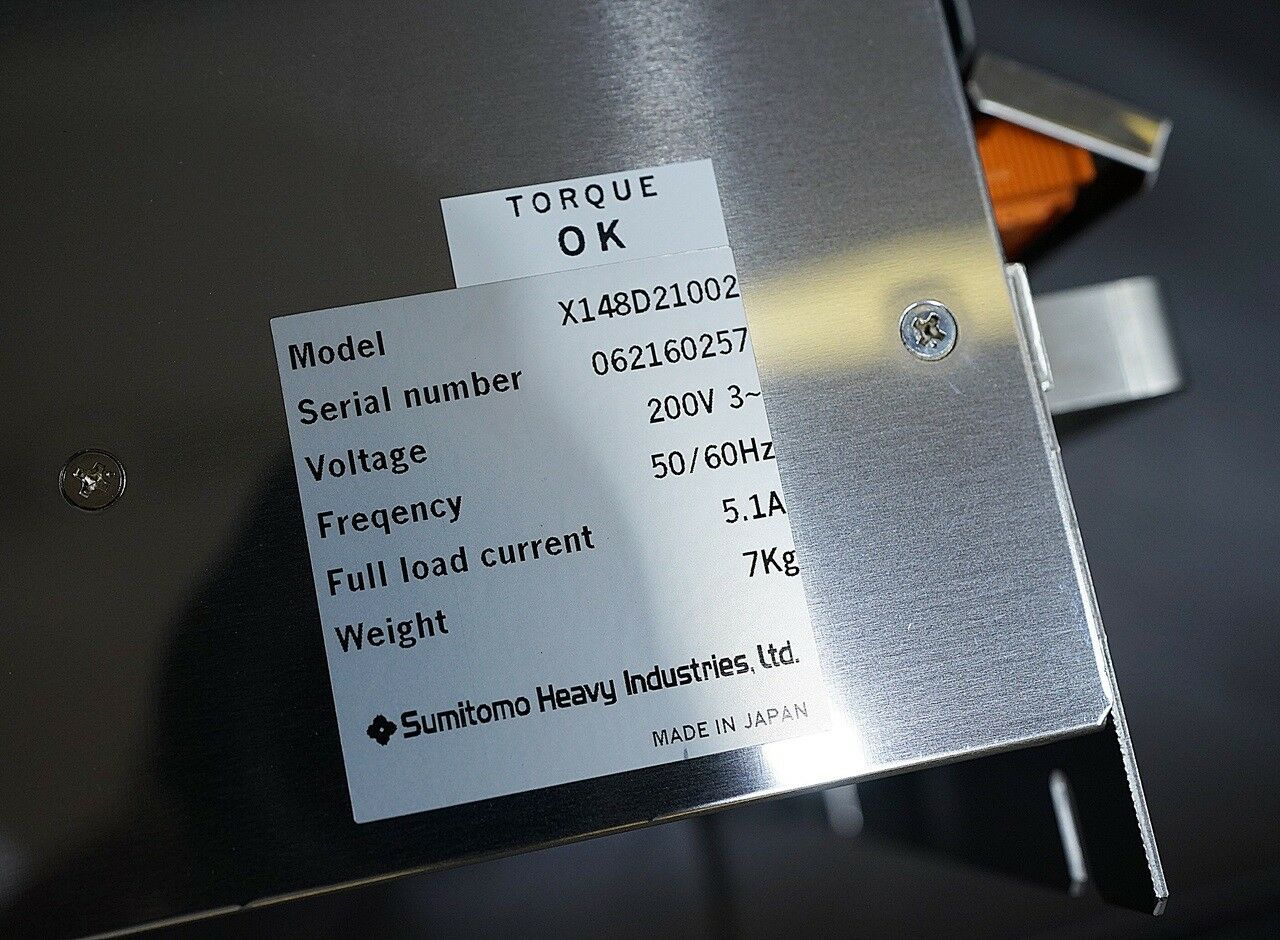 TORQUE
OK
Model X148D21002
Serial number 062160257
Voltage 200V 3~
Freqency 50/60Hz
Full load current 5.1A
Weight 7Kg
Sumitomo Heavy Industries, Ltd.
MADE IN JAPAN